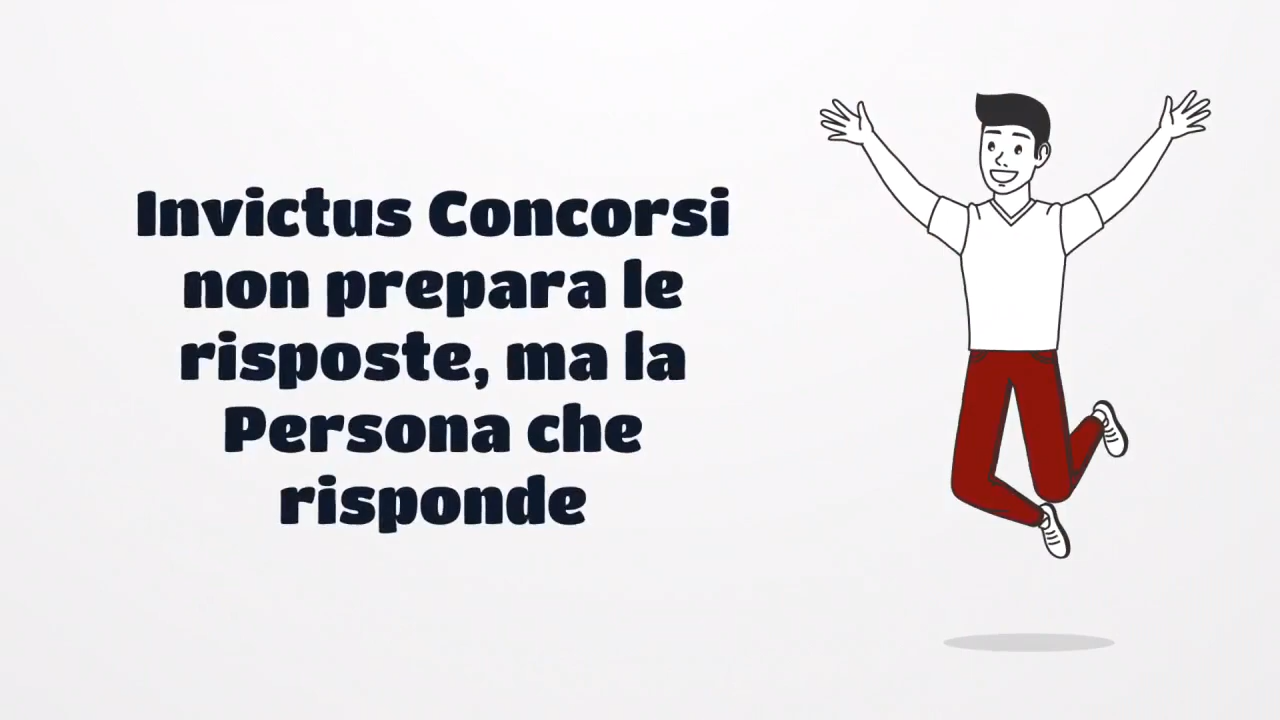 Invictus Concorsi
non prepara le
risposte, ma la
Persona che
risponde